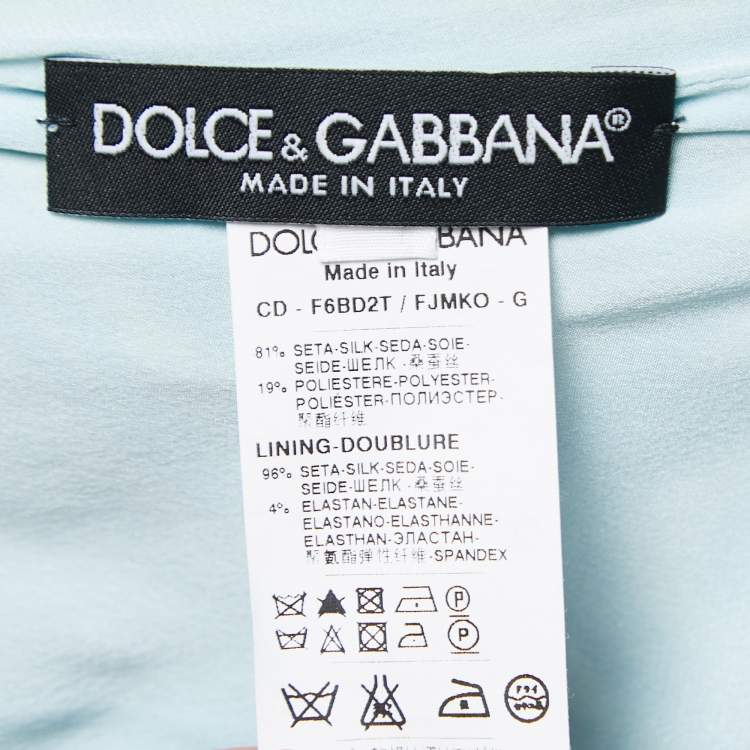 DOLCE & GABBANA®
MADE IN ITALY
Made in Italy
CD - F6BD2T / FJMKO - G
81% SETA-SILK-SEDA-SOIE-
SEIDE-ШЕЛК -桑蚕丝
19% POLIESTERE-POLYESTER-
POLIÉSTER-ПОЛИЭСТЕР-
聚酯纤维
LINING-DOUBLURE
96% SETA-SILK-SEDA-SOIE-
SEIDE-ШЕЛК -桑蚕丝
4% ELASTAN-ELASTANE-
ELASTANO-ELASTHANNE-
ELASTHAN-ЭЛАСТАН-
聚氨酯弹性纤维-SPANDEX
P
P
ドライ